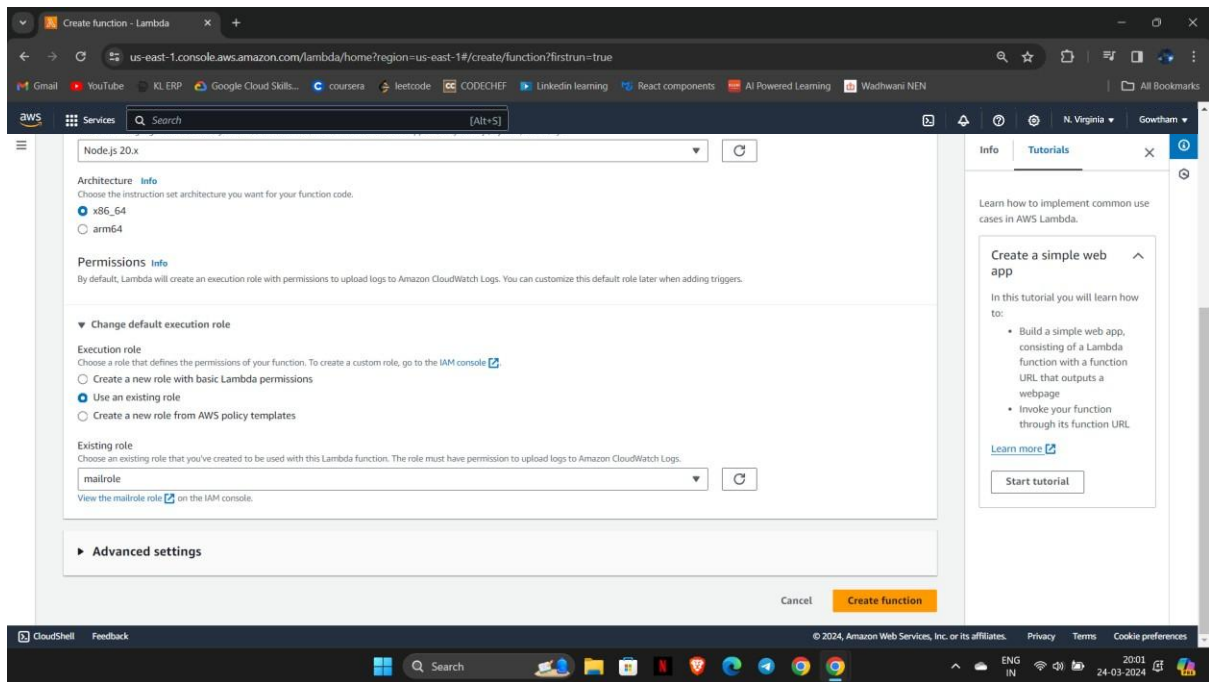 Create function - Lambda
us-east-1.console.aws.amazon.com/lambda/home?region=us-east-1#/create/function?firstrun=true
Gmail YouTube KL ERP Google Cloud Skills... coursera leetcode CODECHEF Linkedin learning React components AI Powered Learning Wadhwani NEN All Bookmarks
aws Services Search [Alt+S] N. Virginia Gowtham
Node.js 20.x
Architecture Info
Choose the instruction set architecture you want for your function code.
x86_64
arm64
Permissions Info
By default, Lambda will create an execution role with permissions to upload logs to Amazon CloudWatch Logs. You can customize this default role later when adding triggers.
Change default execution role
Execution role
Choose a role that defines the permissions of your function. To create a custom role, go to the IAM console.
Create a new role with basic Lambda permissions
Use an existing role
Create a new role from AWS policy templates
Existing role
Choose an existing role that you've created to be used with this Lambda function. The role must have permission to upload logs to Amazon CloudWatch Logs.
mailrole
View the mailrole role on the IAM console.
Advanced settings
Cancel Create function
Info Tutorials
Learn how to implement common use
cases in AWS Lambda.
Create a simple web
app
In this tutorial you will learn how
to:
• Build a simple web app,
consisting of a Lambda
function with a function
URL that outputs a
webpage
• Invoke your function
through its function URL
Learn more
Start tutorial
CloudShell Feedback © 2024, Amazon Web Services, Inc. or its affiliates. Privacy Terms Cookie preferences
Search ENG 20:01
IN 24-03-2024